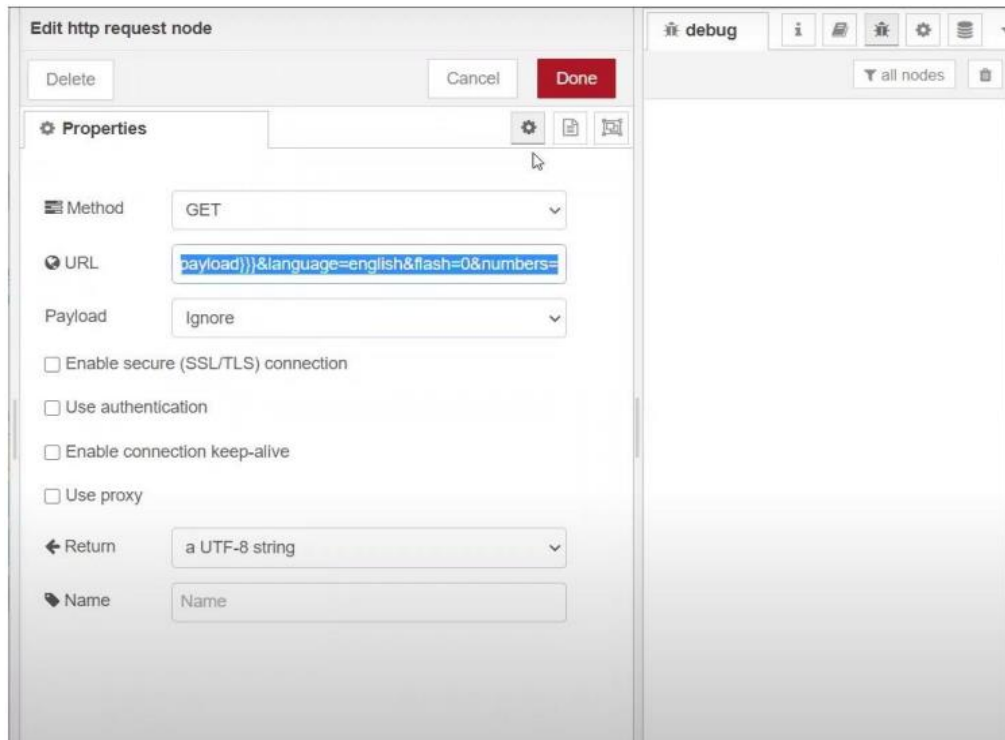 Edit http request node
debug
i
all nodes
Delete
Cancel
Done
Properties
Method
GET
URL
payload}}}&language=english&flash=0&numbers=
Payload
Ignore
Enable secure (SSL/TLS) connection
Use authentication
Enable connection keep-alive
Use proxy
Return
a UTF-8 string
Name
Name